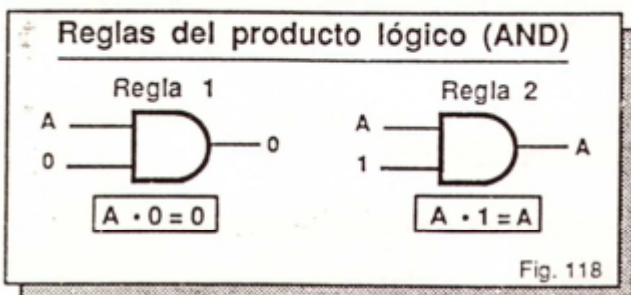 Reglas del producto lógico (AND)
Regla 1
A
0
0
A • 0 = 0
Regla 2
A
1
A
A • 1 = A
Fig. 118